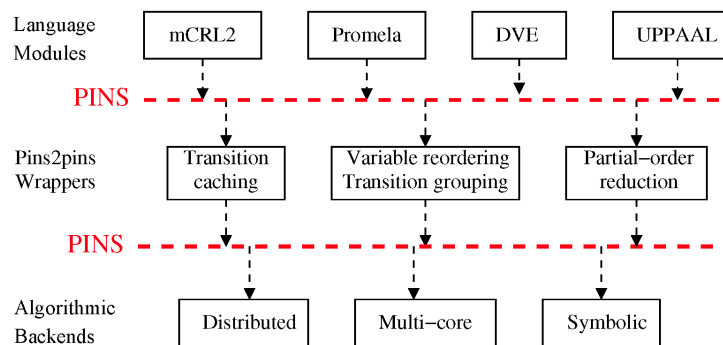 Language
Modules
mCRL2
Promela
DVE
UPPAAL
PINS
Pins2pins
Wrappers
Transition
caching
Variable reordering
Transition grouping
Partial−order
reduction
PINS
Algorithmic
Backends
Distributed
Multi−core
Symbolic